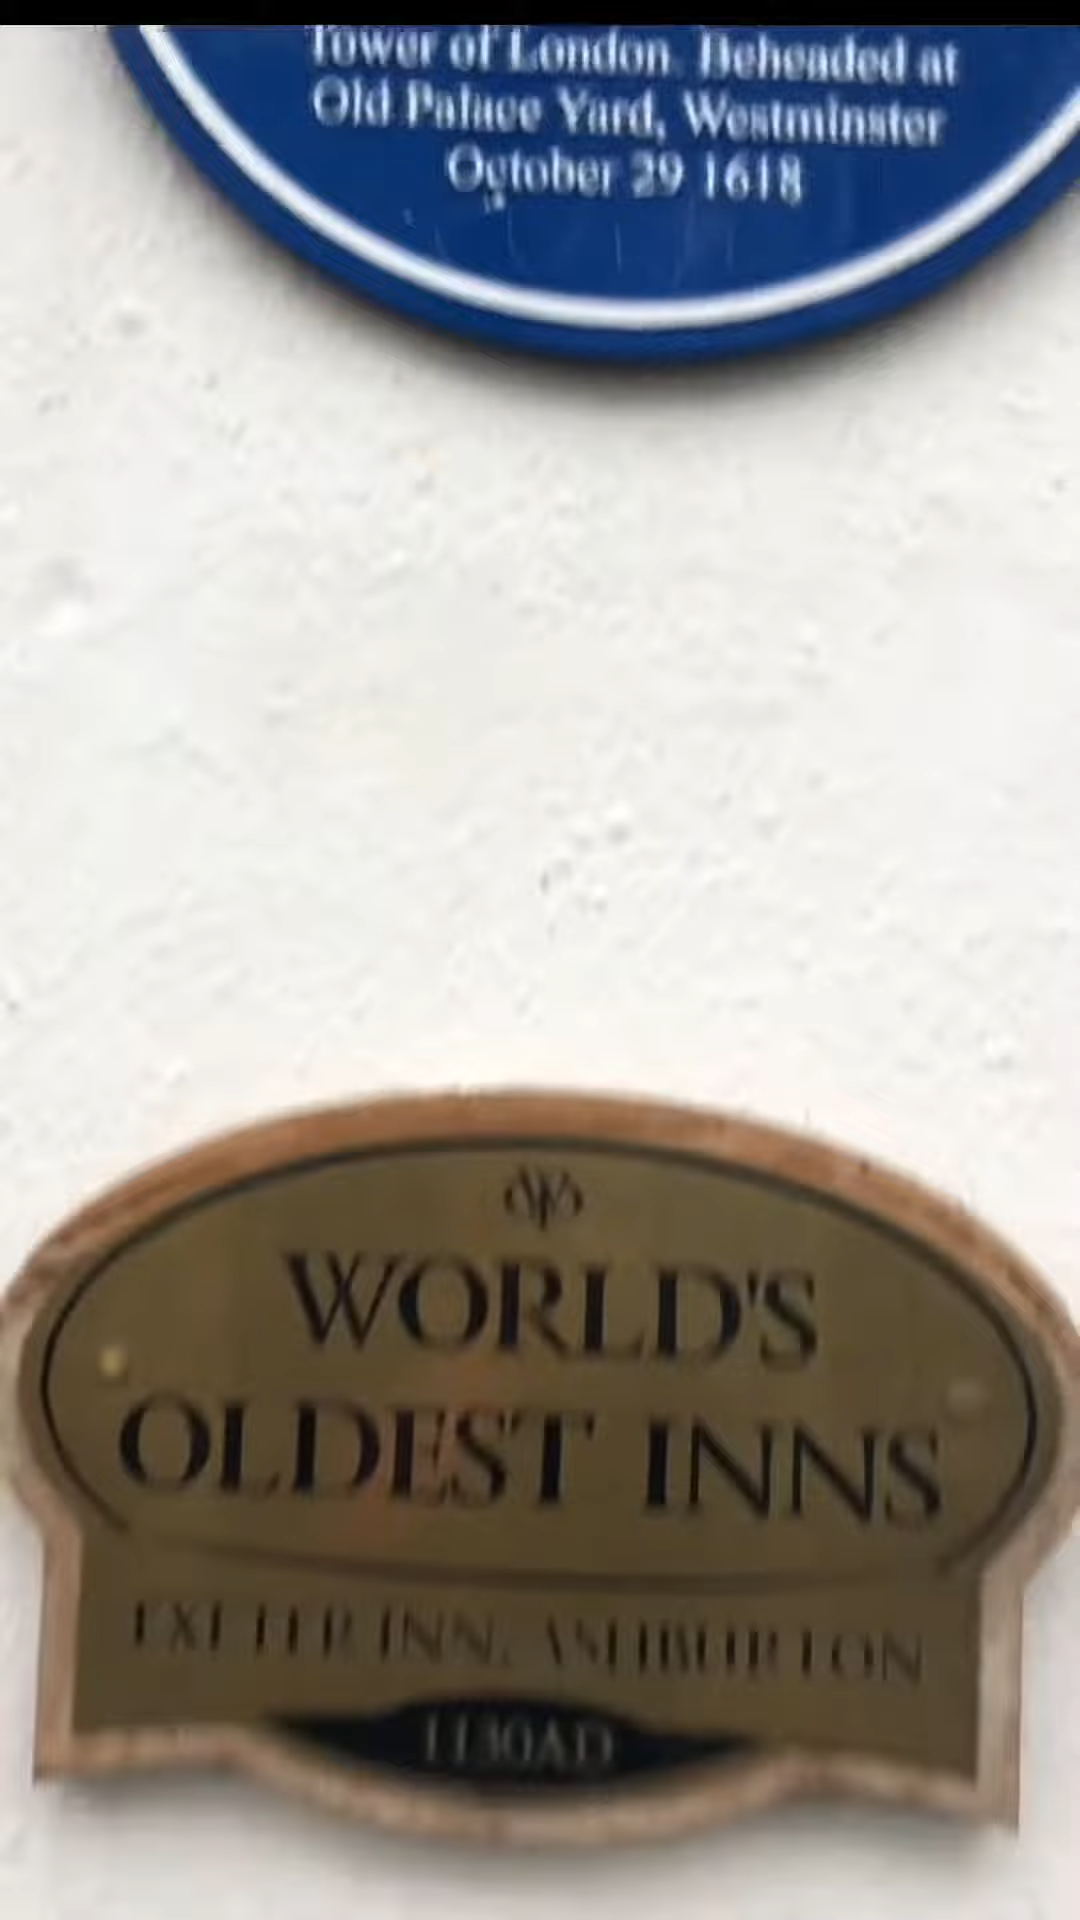 Tower of London. Beheaded at
Old Palace Yard, Westminster
October 29 1618
WORLD'S
OLDEST INNS
EXETER INN, ASHBURTON
1130AD